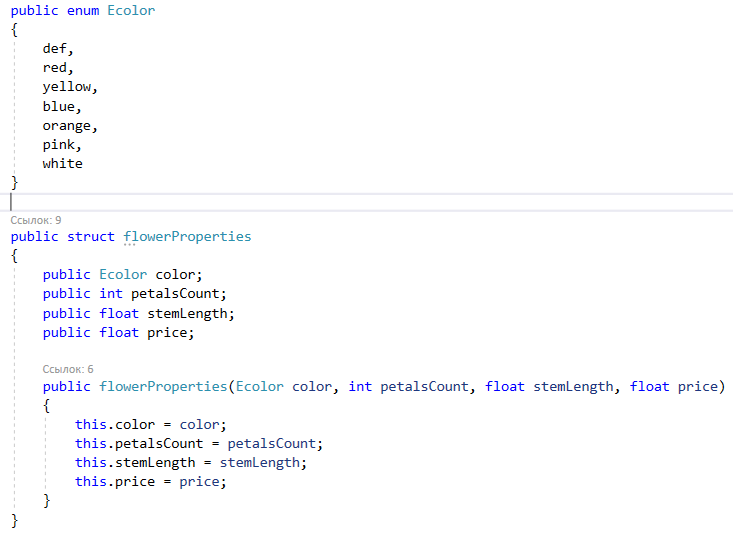 public enum Ecolor
{
def,
red,
yellow,
blue,
orange,
pink,
white
}
Ссылок: 9
public struct flowerProperties
{
public Ecolor color;
public int petalsCount;
public float stemLength;
public float price;
Ссылок: 6
public flowerProperties(Ecolor color, int petalsCount, float stemLength, float price)
{
this.color = color;
this.petalsCount = petalsCount;
this.stemLength = stemLength;
this.price = price;
}
}